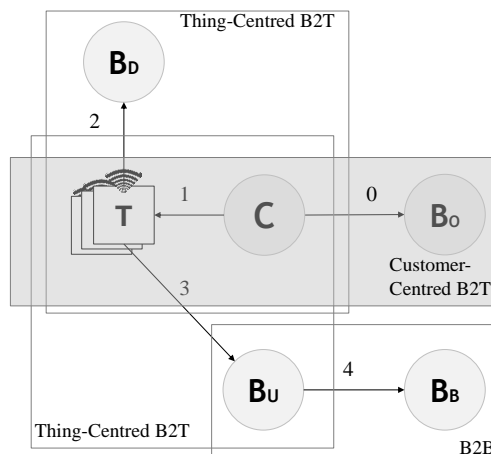 Thing-Centred B2T
BD
2
T
1
C
0
BO
Customer-
Centred B2T
3
BU
4
BB
Thing-Centred B2T
B2B